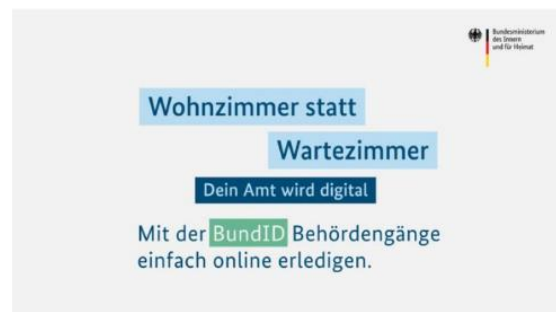 Bundesministerium
des Innern
und für Heimat
Wohnzimmer statt
Wartezimmer
Dein Amt wird digital
Mit der BundID Behördengänge
einfach online erledigen.